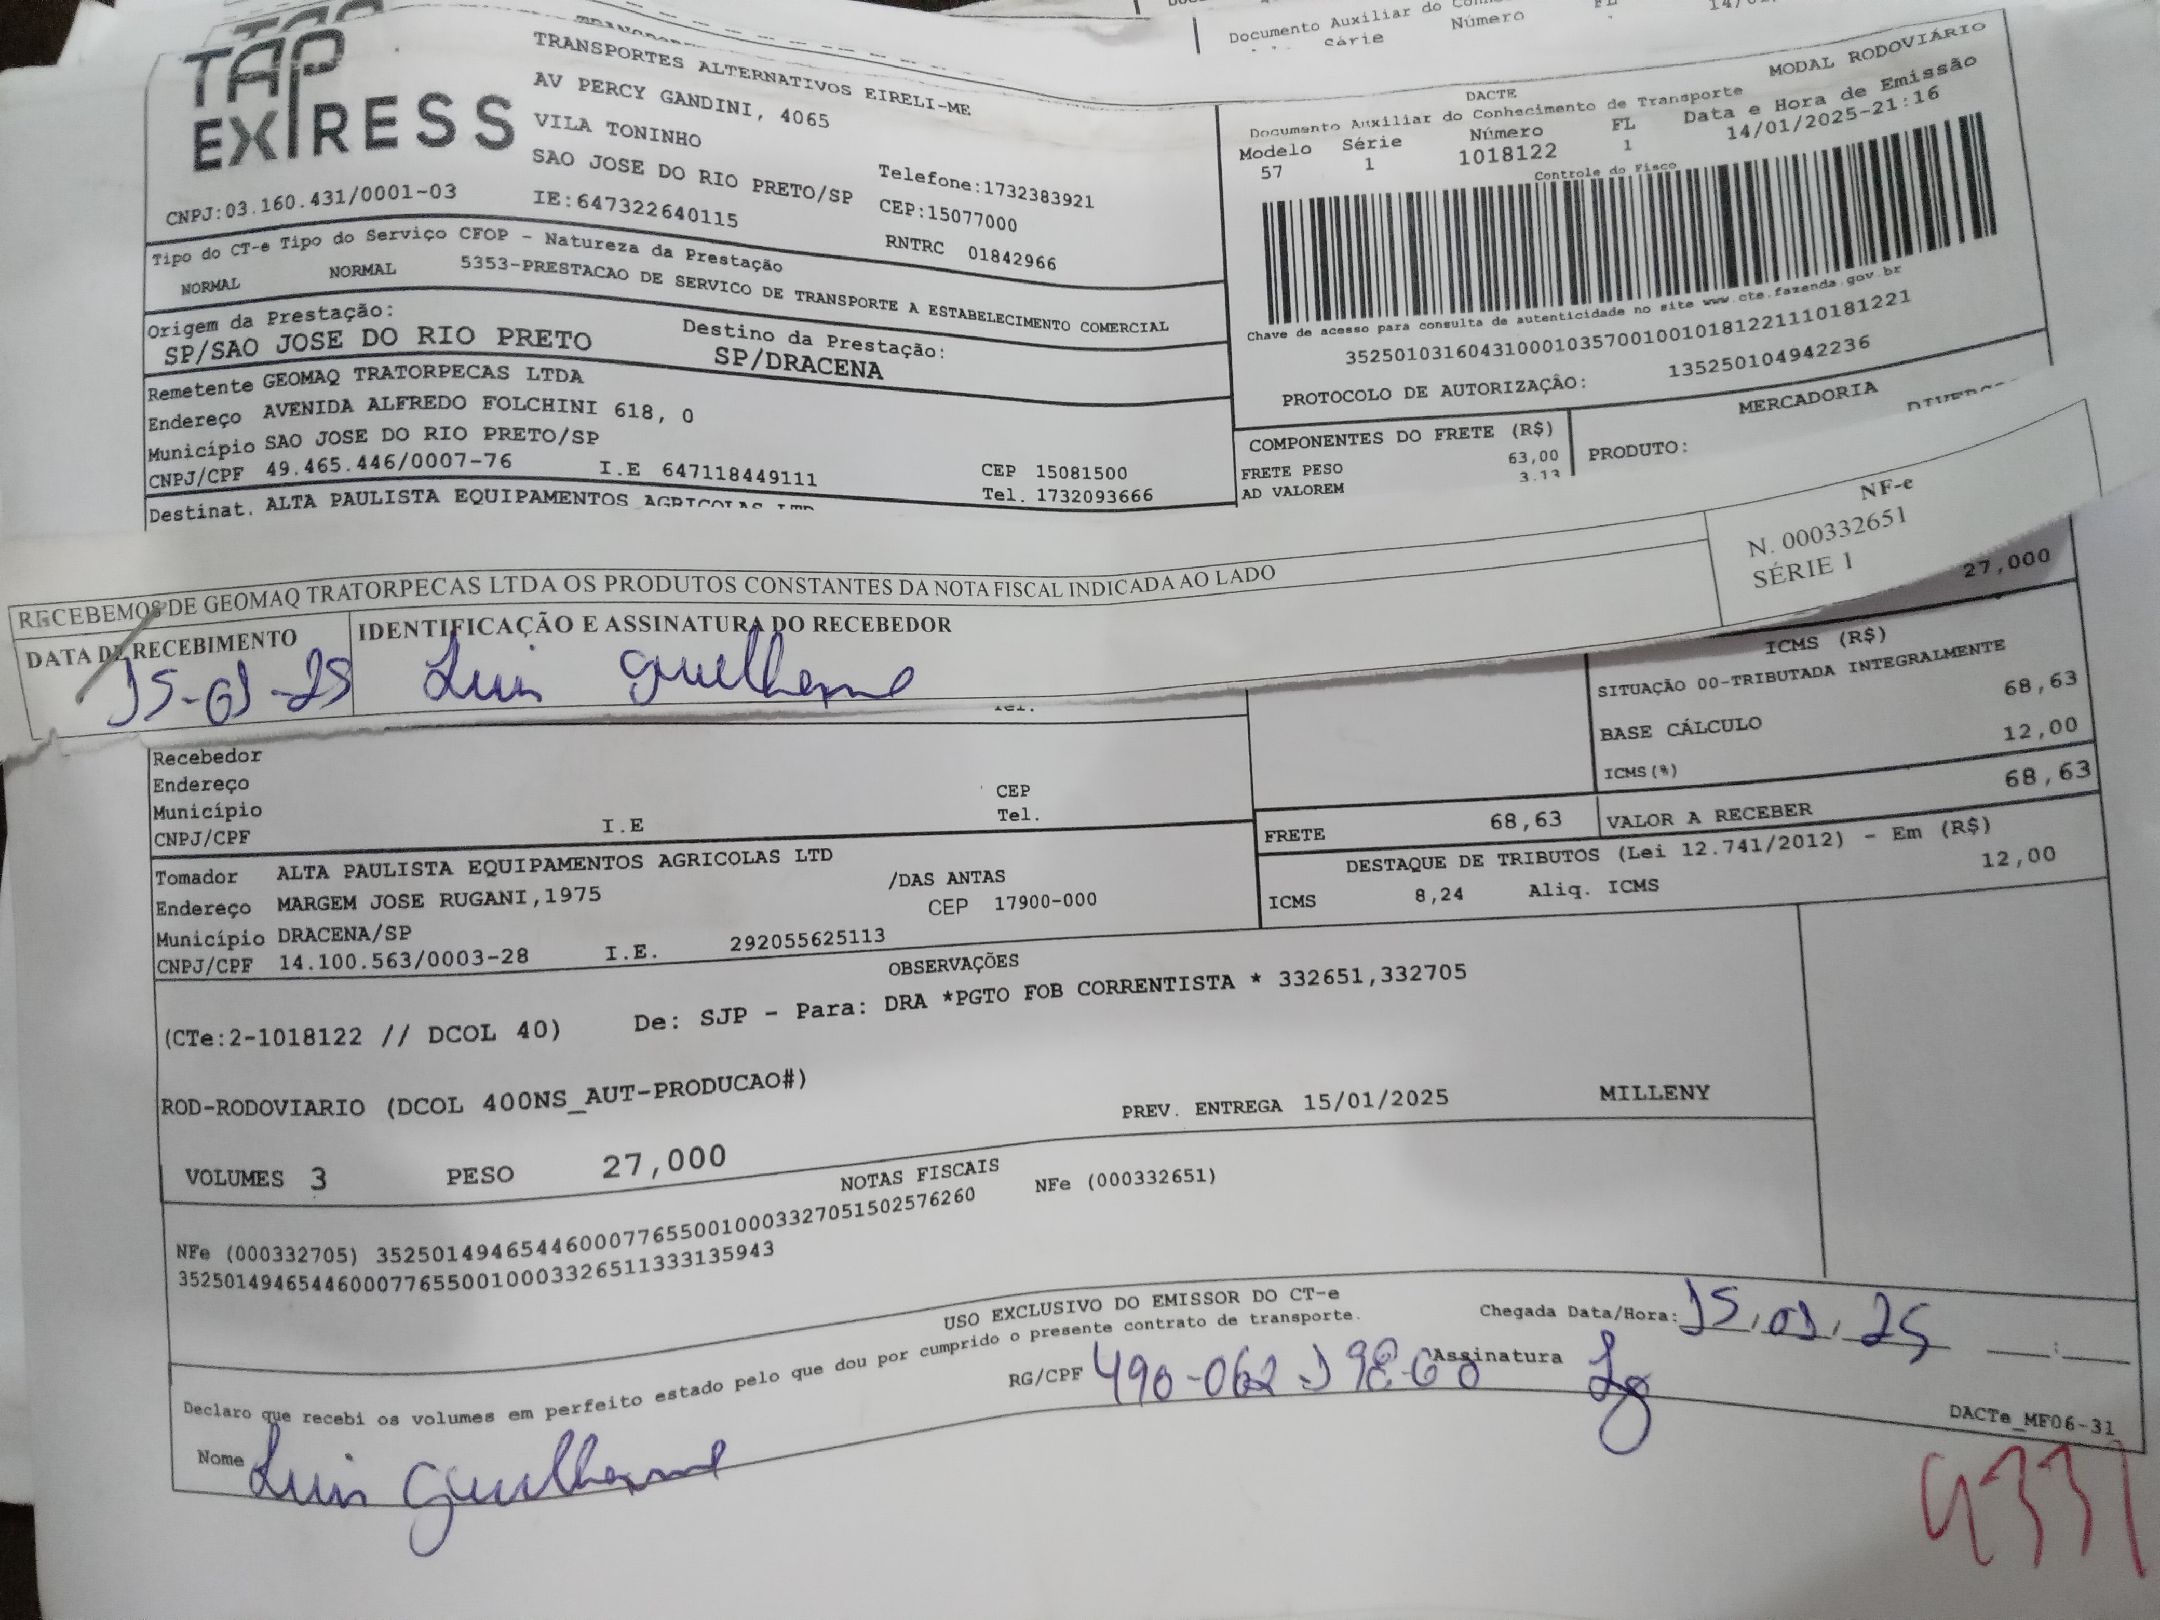 Documento Auxiliar do
Série Número FL
TAP EXPRESS
TRANSPORTES ALTERNATIVOS EIRELI-ME
AV PERCY GANDINI, 4065
VILA TONINHO
SAO JOSE DO RIO PRETO/SP Telefone:1732383921
CNPJ:03.160.431/0001-03 IE:647322640115 CEP:15077000
RNTRC 01842966
DACTE MODAL RODOVIÁRIO
Documento Auxiliar do Conhecimento de Transporte
Modelo Série Número FL Data e Hora de Emissão
57 1 1018122 1 14/01/2025-21:16
Controle do Fisco
Chave de acesso para consulta de autenticidade no site www.cte.fazenda.gov.br
35250103160431000103570010010181221110181221
PROTOCOLO DE AUTORIZAÇÃO: 135250104942236
Tipo do CT-e Tipo do Serviço CFOP - Natureza da Prestação
NORMAL NORMAL 5353-PRESTACAO DE SERVICO DE TRANSPORTE A ESTABELECIMENTO COMERCIAL
Origem da Prestação: Destino da Prestação:
SP/SAO JOSE DO RIO PRETO SP/DRACENA
Remetente GEOMAQ TRATORPECAS LTDA
Endereço AVENIDA ALFREDO FOLCHINI 618, 0
Município SAO JOSE DO RIO PRETO/SP CEP 15081500
CNPJ/CPF 49.465.446/0007-76 I.E 647118449111 Tel. 1732093666
Destinat. ALTA PAULISTA EQUIPAMENTOS AGRICOLAS LTD
COMPONENTES DO FRETE (R$) MERCADORIA
FRETE PESO 63,00 PRODUTO:
AD VALOREM 3,13
RECEBEMOS DE GEOMAQ TRATORPECAS LTDA OS PRODUTOS CONSTANTES DA NOTA FISCAL INDICADA AO LADO
NF-e
N. 000332651
SÉRIE 1
DATA DE RECEBIMENTO IDENTIFICAÇÃO E ASSINATURA DO RECEBEDOR
15-01-25 Luis Guilherme
27,000
ICMS (R$)
SITUAÇÃO 00-TRIBUTADA INTEGRALMENTE
BASE CÁLCULO 68,63
ICMS(%) 12,00
FRETE 68,63 VALOR A RECEBER 68,63
DESTAQUE DE TRIBUTOS (Lei 12.741/2012) - Em (R$)
ICMS 8,24 Aliq. ICMS 12,00
Tel.
Recebedor
Endereço
Município CEP
CNPJ/CPF I.E Tel.
Tomador ALTA PAULISTA EQUIPAMENTOS AGRICOLAS LTD
Endereço MARGEM JOSE RUGANI,1975 /DAS ANTAS
Município DRACENA/SP CEP 17900-000
CNPJ/CPF 14.100.563/0003-28 I.E. 292055625113
OBSERVAÇÕES
(CTe:2-1018122 // DCOL 40) De: SJP - Para: DRA *PGTO FOB CORRENTISTA * 332651,332705
ROD-RODOVIARIO (DCOL 400NS_AUT-PRODUCAO#)
PREV. ENTREGA 15/01/2025 MILLENY
VOLUMES 3 PESO 27,000
NOTAS FISCAIS
NFe (000332705) 35250149465446000776550010003327051502576260 NFe (000332651)
35250149465446000776550010003326511333135943
USO EXCLUSIVO DO EMISSOR DO CT-e
Declaro que recebi os volumes em perfeito estado pelo que dou por cumprido o presente contrato de transporte.
Chegada Data/Hora: 15.01.25 :
Nome Luis Guilherme RG/CPF Assinatura
DACTe_MF06-31